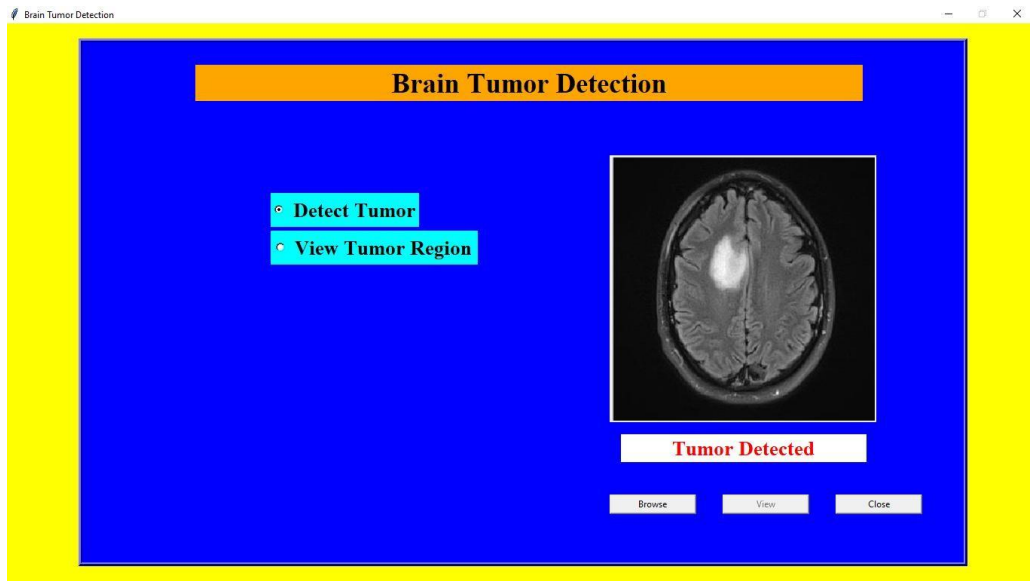 Brain Tumor Detection
Brain Tumor Detection
Detect Tumor
View Tumor Region
Tumor Detected
Browse
View
Close